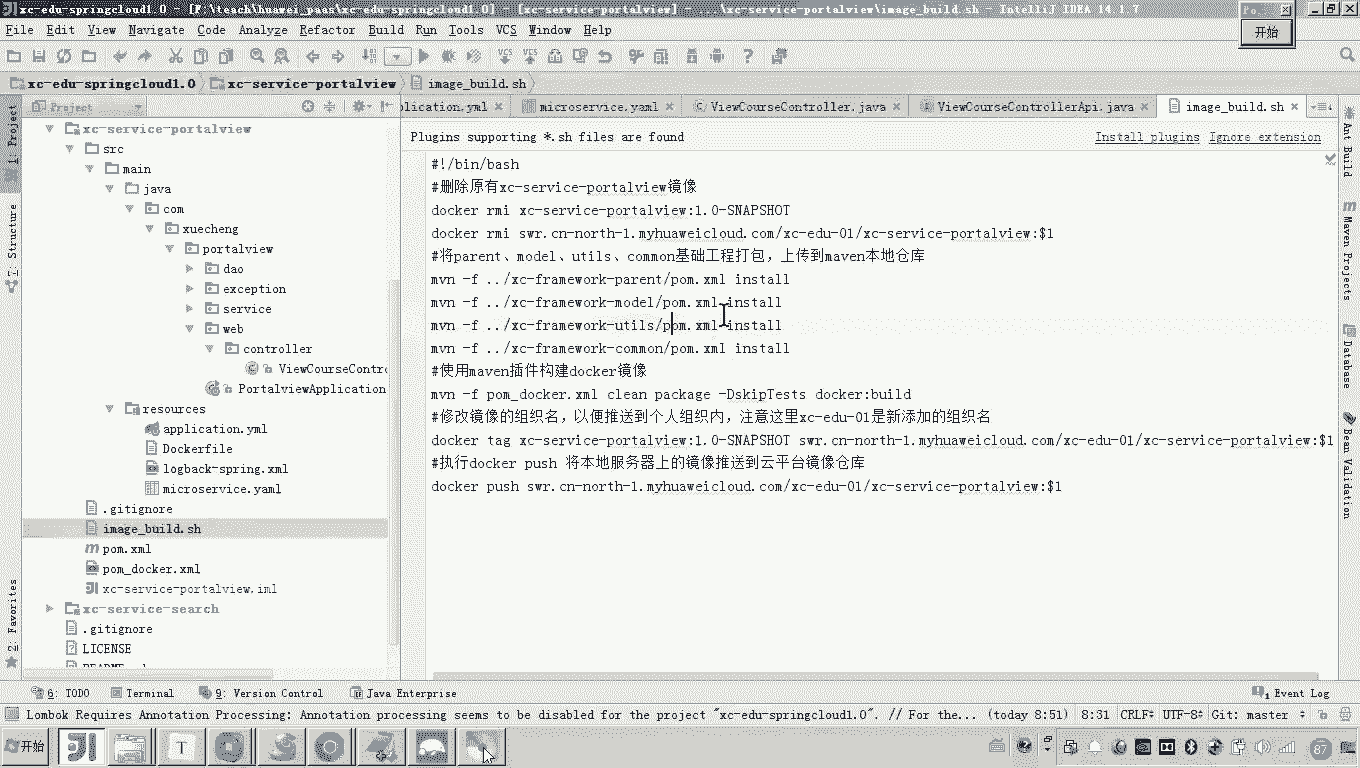 xc-edu-springcloud1.0 - [F:\teach\huawei_paas\xc-edu-springcloud1.0] - [xc-service-portalview] - ...\xc-service-portalview\image_build.sh - IntelliJ IDEA 14.1.7
File Edit View Navigate Code Analyze Refactor Build Run Tools VCS Window Help
开始
xc-edu-springcloud1.0 xc-service-portalview image_build.sh
Project
plication.yml microservice.yaml ViewCourseController.java ViewCourseControllerApi.java image_build.sh
Plugins supporting *.sh files are found Install plugins Ignore extension
1: Project
7: Structure
2: Favorites
xc-service-portalview
src
main
java
com
xuecheng
portalview
dao
exception
service
web
controller
ViewCourseContro
PortalviewApplication
resources
application.yml
Dockerfile
logback-spring.xml
microservice.yaml
.gitignore
image_build.sh
pom.xml
pom_docker.xml
xc-service-portalview.iml
xc-service-search
.gitignore
LICENSE
#!/bin/bash
#删除原有xc-service-portalview镜像
docker rmi xc-service-portalview:1.0-SNAPSHOT
docker rmi swr.cn-north-1.myhuaweicloud.com/xc-edu-01/xc-service-portalview:$1
#将parent、model、utils、common基础工程打包，上传到maven本地仓库
mvn -f ../xc-framework-parent/pom.xml install
mvn -f ../xc-framework-model/pom.xml install
mvn -f ../xc-framework-utils/pom.xml install
mvn -f ../xc-framework-common/pom.xml install
#使用maven插件构建docker镜像
mvn -f pom_docker.xml clean package -DskipTests docker:build
#修改镜像的组织名，以便推送到个人组织内，注意这里xc-edu-01是新添加的组织名
docker tag xc-service-portalview:1.0-SNAPSHOT swr.cn-north-1.myhuaweicloud.com/xc-edu-01/xc-service-portalview:$1
#执行docker push 将本地服务器上的镜像推送到云平台镜像仓库
docker push swr.cn-north-1.myhuaweicloud.com/xc-edu-01/xc-service-portalview:$1
Ant Build
Maven Projects
Database
Bean Validation
6: TODO Terminal 9: Version Control Java Enterprise 1 Event Log
Lombok Requires Annotation Processing: Annotation processing seems to be disabled for the project "xc-edu-springcloud1.0". // For the... (today 8:51) 8:31 CRLF UTF-8 Git: master
开始 87